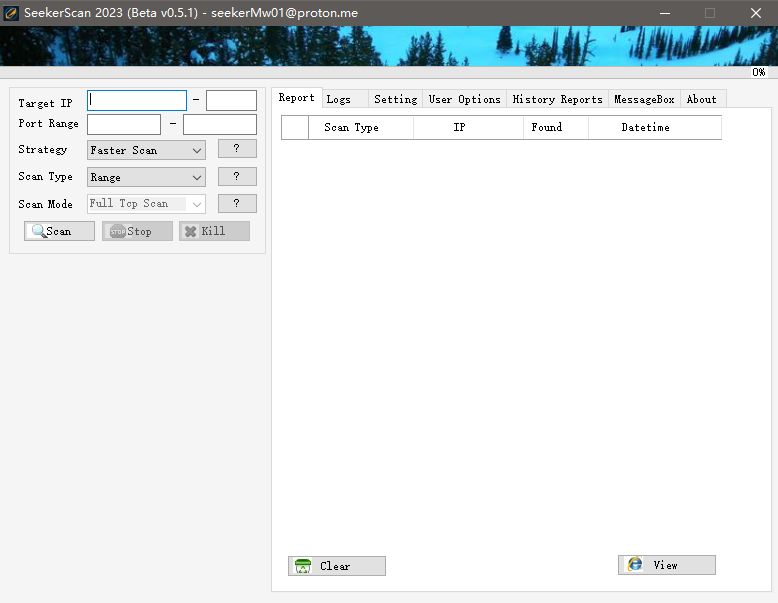 SeekerScan 2023 (Beta v0.5.1) - seekerMw01@proton.me
0%
Target IP -
Port Range -
Strategy Faster Scan ?
Scan Type Range ?
Scan Mode Full Tcp Scan ?
Scan STOP Stop Kill
Report Logs Setting User Options History Reports MessageBox About
Scan Type IP Found Datetime
Clear View